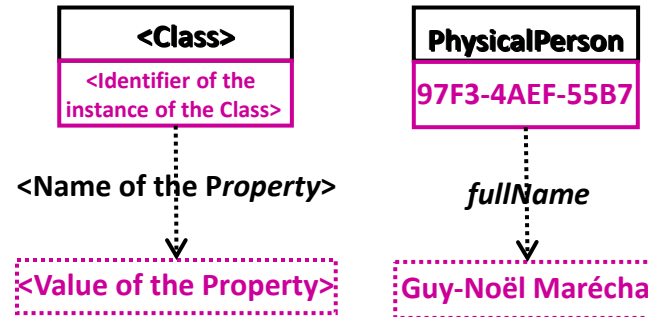 <Class>
<Identifier of the
instance of the Class>
<Name of the Property>
<Value of the Property>
PhysicalPerson
97F3-4AEF-55B7
fullName
Guy-Noël Marécha